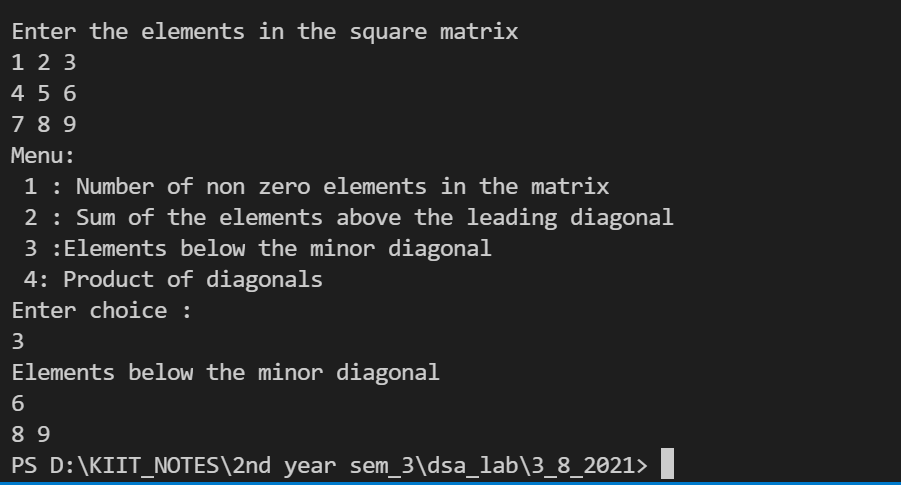 Enter the elements in the square matrix
1 2 3
4 5 6
7 8 9
Menu:
 1 : Number of non zero elements in the matrix
 2 : Sum of the elements above the leading diagonal
 3 :Elements below the minor diagonal
 4: Product of diagonals
Enter choice :
3
Elements below the minor diagonal
6
8 9
PS D:\KIIT_NOTES\2nd year sem_3\dsa_lab\3_8_2021>